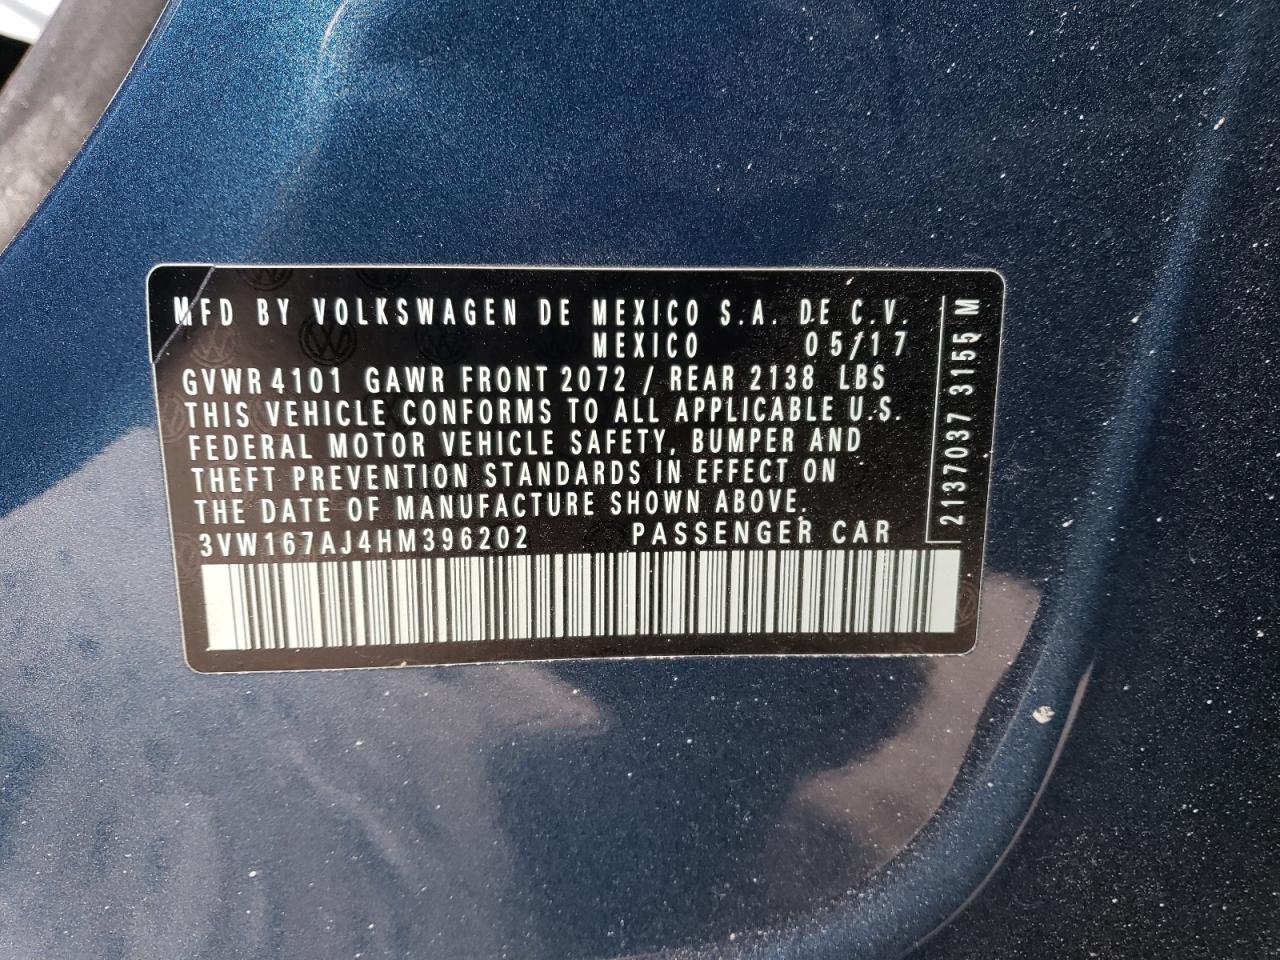 MFD BY VOLKSWAGEN DE MEXICO S.A. DE C.V.
MEXICO 05/17
GVWR 4101 GAWR FRONT 2072 / REAR 2138 LBS
THIS VEHICLE CONFORMS TO ALL APPLICABLE U.S.
FEDERAL MOTOR VEHICLE SAFETY, BUMPER AND
THEFT PREVENTION STANDARDS IN EFFECT ON
THE DATE OF MANUFACTURE SHOWN ABOVE.
3VW167AJ4HM396202 PASSENGER CAR
2137037 3155 M